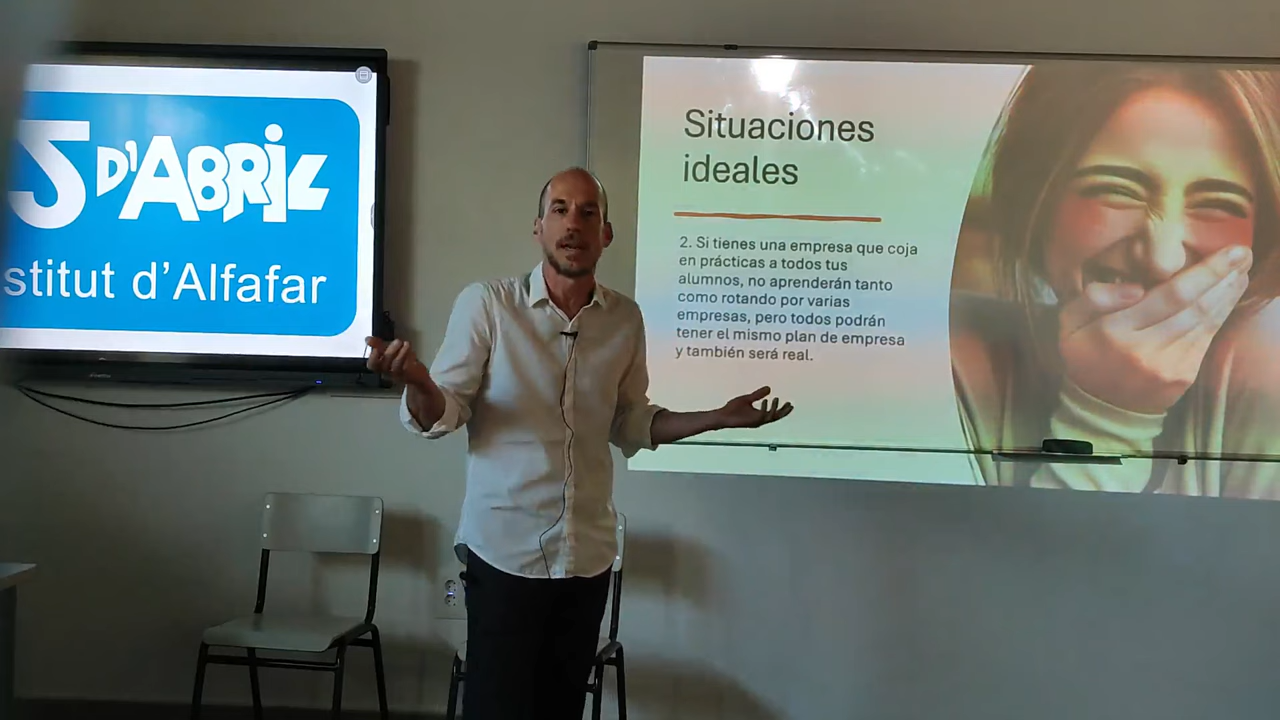 5 D'ABRIL
stitut d'Alfafar
Situaciones
ideales
2. Si tienes una empresa que coja
en prácticas a todos tus
alumnos, no aprenderán tanto
como rotando por varias
empresas, pero todos podrán
tener el mismo plan de empresa
y también será real.